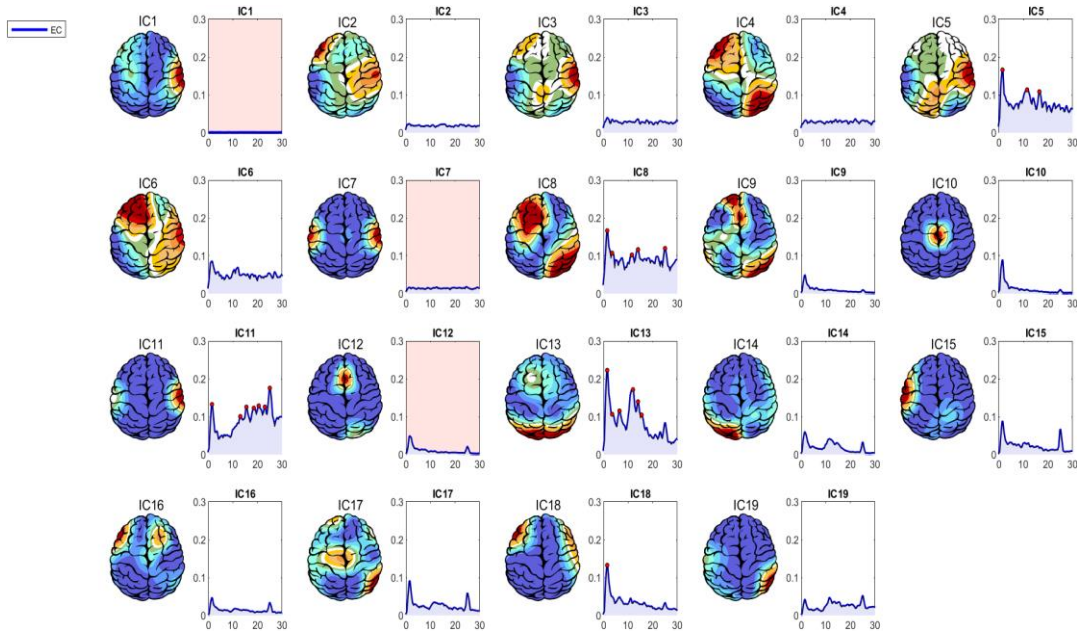 EC
IC1 IC1 IC2 IC2 IC3 IC3 IC4 IC4 IC5 IC5
0.3 0.3 0.3 0.3 0.3
0.2 0.2 0.2 0.2 0.2
0.1 0.1 0.1 0.1 0.1
0 0 0 0 0
0 10 20 30 0 10 20 30 0 10 20 30 0 10 20 30 0 10 20 30
IC6 IC6 IC7 IC7 IC8 IC8 IC9 IC9 IC10 IC10
0.3 0.3 0.3 0.3 0.3
0.2 0.2 0.2 0.2 0.2
0.1 0.1 0.1 0.1 0.1
0 0 0 0 0
0 10 20 30 0 10 20 30 0 10 20 30 0 10 20 30 0 10 20 30
IC11 IC11 IC12 IC12 IC13 IC13 IC14 IC14 IC15 IC15
0.3 0.3 0.3 0.3 0.3
0.2 0.2 0.2 0.2 0.2
0.1 0.1 0.1 0.1 0.1
0 0 0 0 0
0 10 20 30 0 10 20 30 0 10 20 30 0 10 20 30 0 10 20 30
IC16 IC16 IC17 IC17 IC18 IC18 IC19 IC19
0.3 0.3 0.3 0.3
0.2 0.2 0.2 0.2
0.1 0.1 0.1 0.1
0 0 0 0
0 10 20 30 0 10 20 30 0 10 20 30 0 10 20 30